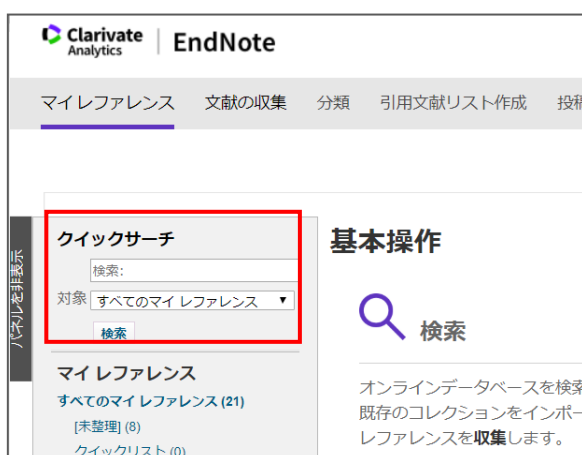 Clarivate
Analytics
EndNote
マイレファレンス 文献の収集 分類 引用文献リスト作成 投稿
パネルを非表示
クイックサーチ
検索:
対象 すべてのマイ レファレンス
検索
マイ レファレンス
すべてのマイ レファレンス (21)
[未整理] (8)
クイックリスト (0)
基本操作
検索
オンラインデータベースを検索
既存のコレクションをインポー
レファレンスを収集します。